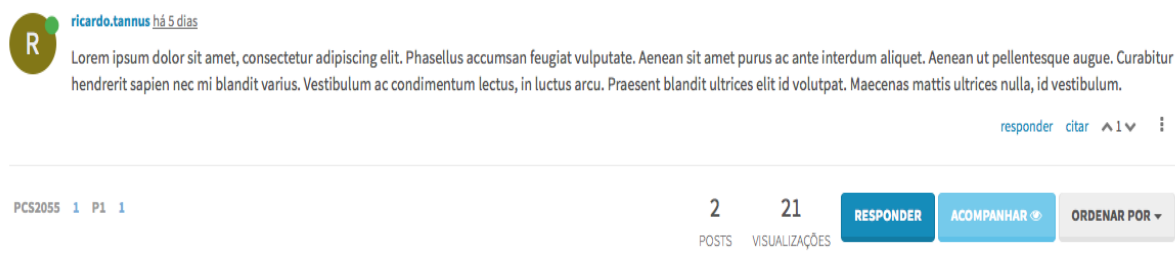 R
ricardo.tannus há 5 dias
Lorem ipsum dolor sit amet, consectetur adipiscing elit. Phasellus accumsan feugiat vulputate. Aenean sit amet purus ac ante interdum aliquet. Aenean ut pellentesque augue. Curabitur
hendrerit sapien nec mi blandit varius. Vestibulum ac condimentum lectus, in luctus arcu. Praesent blandit ultrices elit id volutpat. Maecenas mattis ultrices nulla, id vestibulum.
responder citar 1
PCS2055 1 P1 1
2 21
POSTS VISUALIZAÇÕES
RESPONDER ACOMPANHAR ORDENAR POR